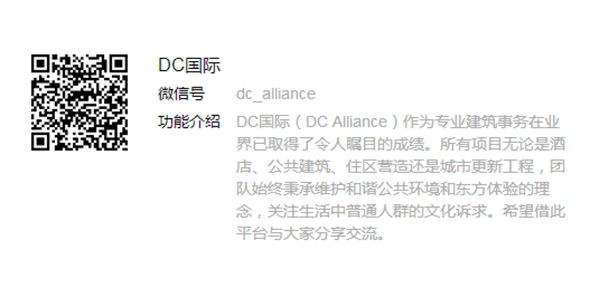 DC国际
微信号 dc_alliance
功能介绍 DC国际（DC Alliance）作为专业建筑事务在业
界已取得了令人瞩目的成绩。所有项目无论是酒
店、公共建筑、住区营造还是城市更新工程，团
队始终秉承维护和谐公共环境和东方体验的理
念，关注生活中普通人群的文化诉求。希望借此
平台与大家分享交流。